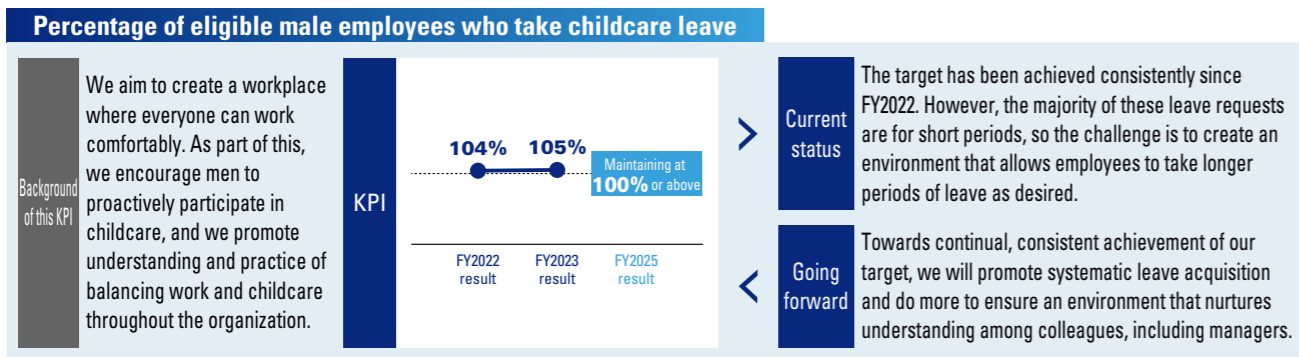 Percentage of eligible male employees who take childcare leave
Background
of this KPI
We aim to create a workplace
where everyone can work
comfortably. As part of this,
we encourage men to
proactively participate in
childcare, and we promote
understanding and practice of
balancing work and childcare
throughout the organization.
KPI
104%
105%
Maintaining at
100% or above
FY2022
result
FY2023
result
FY2025
result
>
Current
status
The target has been achieved consistently since
FY2022. However, the majority of these leave requests
are for short periods, so the challenge is to create an
environment that allows employees to take longer
periods of leave as desired.
<
Going
forward
Towards continual, consistent achievement of our
target, we will promote systematic leave acquisition
and do more to ensure an environment that nurtures
understanding among colleagues, including managers.